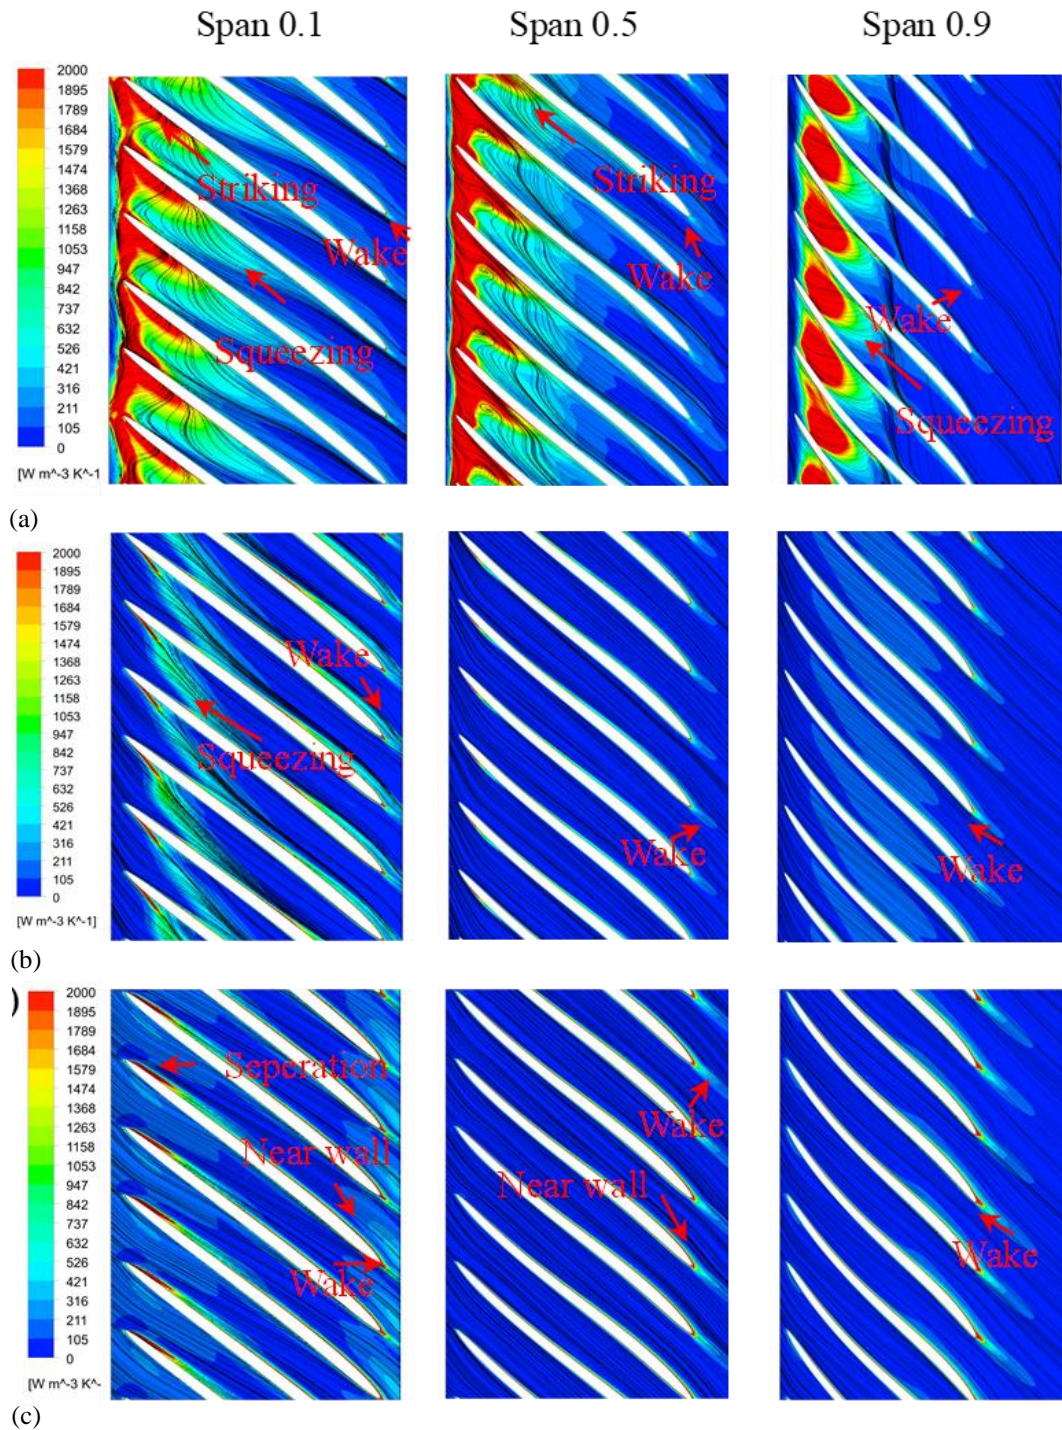 Span 0.1 Span 0.5 Span 0.9
2000
1895
1789
1684
1579
1474
1368
1263
1158
1053
947
842
737
632
526
421
316
211
105
0
[W m^-3 K^-1
Striking
Wake
Squeezing
Striking
Wake
Wake
Squeezing
(a)
2000
1895
1789
1684
1579
1474
1368
1263
1158
1053
947
842
737
632
526
421
316
211
105
0
[W m^-3 K^-1]
Wake
Squeezing
Wake
Wake
(b)
)
2000
1895
1789
1684
1579
1474
1368
1263
1158
1053
947
842
737
632
526
421
316
211
105
0
[W m^-3 K^-
Seperation
Near wall
Wake
Wake
Near wall
Wake
(c)